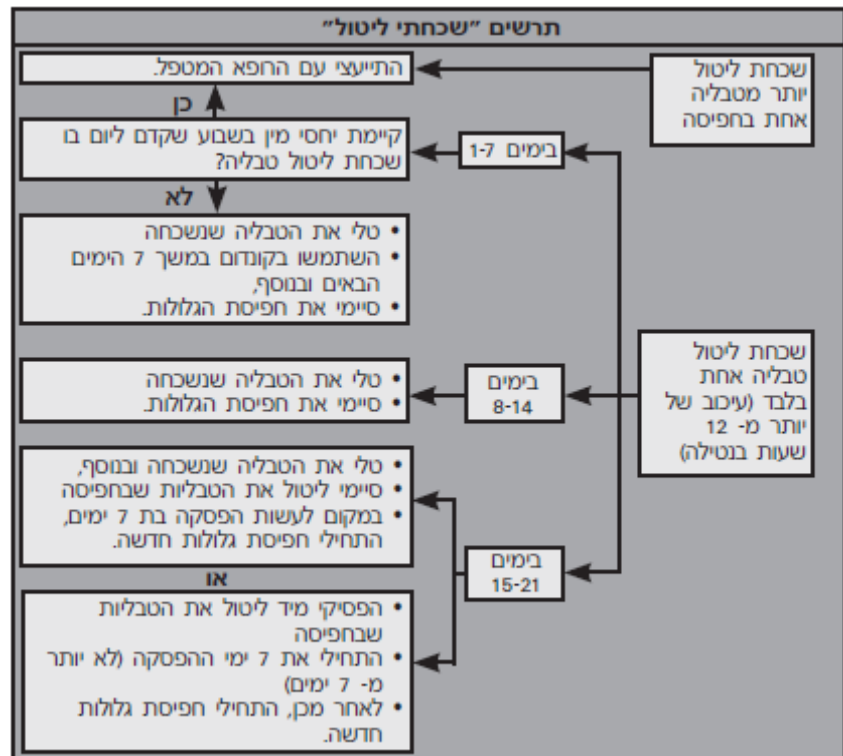 תרשים "שכחתי ליטול"
שכחת ליטול
יותר מטבליה
אחת בחפיסה
התייעצי עם הרופא המטפל.
כן
קיימת יחסי מין בשבוע שקדם ליום בו
שכחת ליטול טבליה?
בימים 1-7
לא
• טלי את הטבליה שנשכחה
• השתמשו בקונדום במשך 7 הימים
הבאים ובנוסף,
• סיימי את חפיסת הגלולות.
שכחת ליטול
טבליה אחת
בלבד (עיכוב של
יותר מ- 12
שעות בנטילה)
בימים
8-14
• טלי את הטבליה שנשכחה
• סיימי את חפיסת הגלולות.
בימים
15-21
• טלי את הטבליה שנשכחה ובנוסף,
• סיימי ליטול את הטבליות שבחפיסה
• במקום לעשות הפסקה בת 7 ימים,
התחילי חפיסת גלולות חדשה.
או
• הפסיקי מיד ליטול את הטבליות
שבחפיסה
• התחילי את 7 ימי ההפסקה (לא יותר
מ- 7 ימים)
• לאחר מכן, התחילי חפיסת גלולות
חדשה.